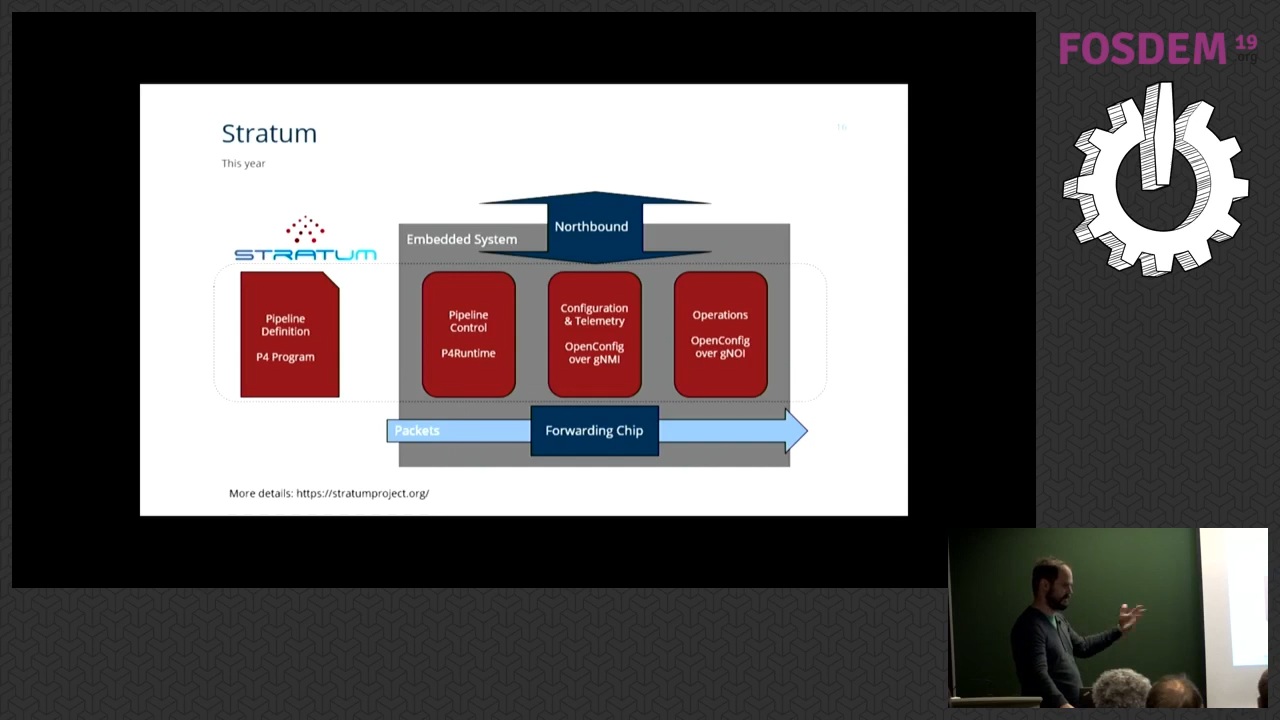 FOSDEM 19
.org
Stratum
16
This year
STRATUM
Northbound
Embedded System
Pipeline
Definition
P4 Program
Pipeline
Control
P4Runtime
Configuration
& Telemetry
OpenConfig
over gNMI
Operations
OpenConfig
over gNOI
Packets
Forwarding Chip
More details: https://stratumproject.org/